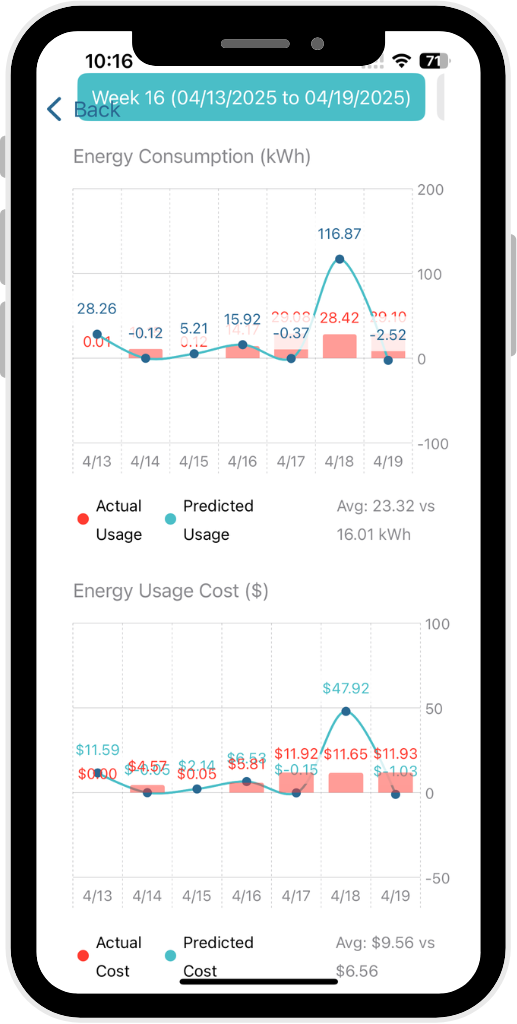 10:16
71
Week 16 (04/13/2025 to 04/19/2025)
Back
Energy Consumption (kWh)
200
116.87
100
28.26
0.01
-0.12
5.21
0.12
15.92
14.17
29.08
-0.37
28.42
29.10
-2.52
0
-100
4/13 4/14 4/15 4/16 4/17 4/18 4/19
Actual Usage
Predicted Usage
Avg: 23.32 vs
16.01 kWh
Energy Usage Cost ($)
100
$47.92
50
$11.59
$0.00
$4.57
$-0.05
$2.14
$0.05
$6.53
$5.81
$11.92
$-0.15
$11.65
$11.93
$-1.03
0
-50
4/13 4/14 4/15 4/16 4/17 4/18 4/19
Actual Cost
Predicted Cost
Avg: $9.56 vs
$6.56